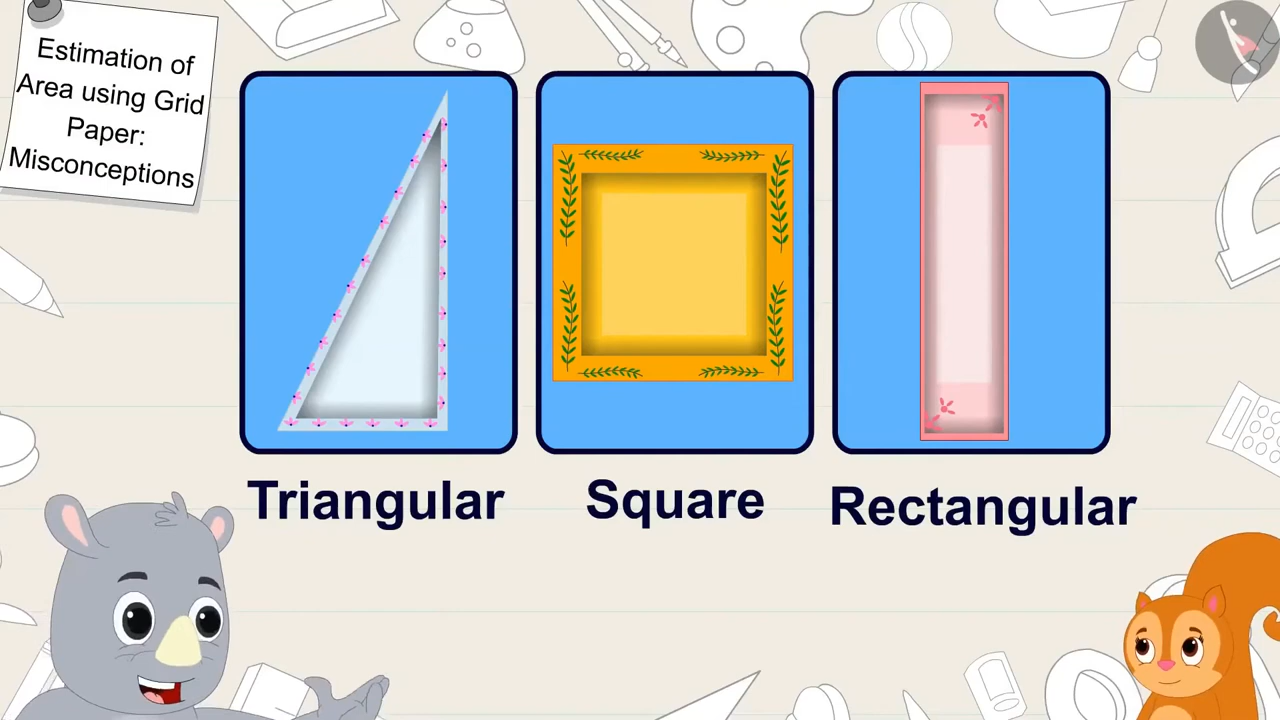 Estimation of
Area using Grid
Paper:
Misconceptions
Triangular
Square
Rectangular